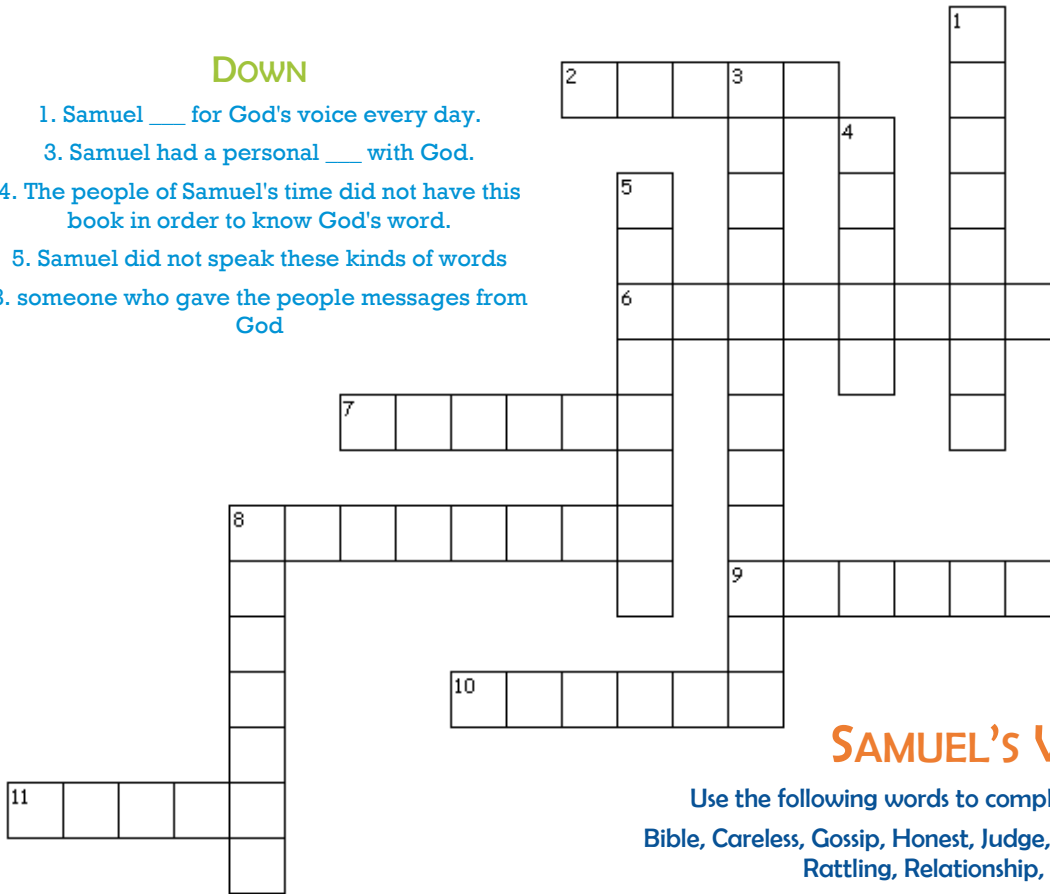 DOWN
1. Samuel ___ for God's voice every day.
3. Samuel had a personal ___ with God.
4. The people of Samuel's time did not have this
book in order to know God's word.
5. Samuel did not speak these kinds of words
. someone who gave the people messages from
God
1
2
3
4
5
6
7
8
9
10
11
SAMUEL'S
Use the following words to compl
Bible, Careless, Gossip, Honest, Judge,
Rattling, Relationship,